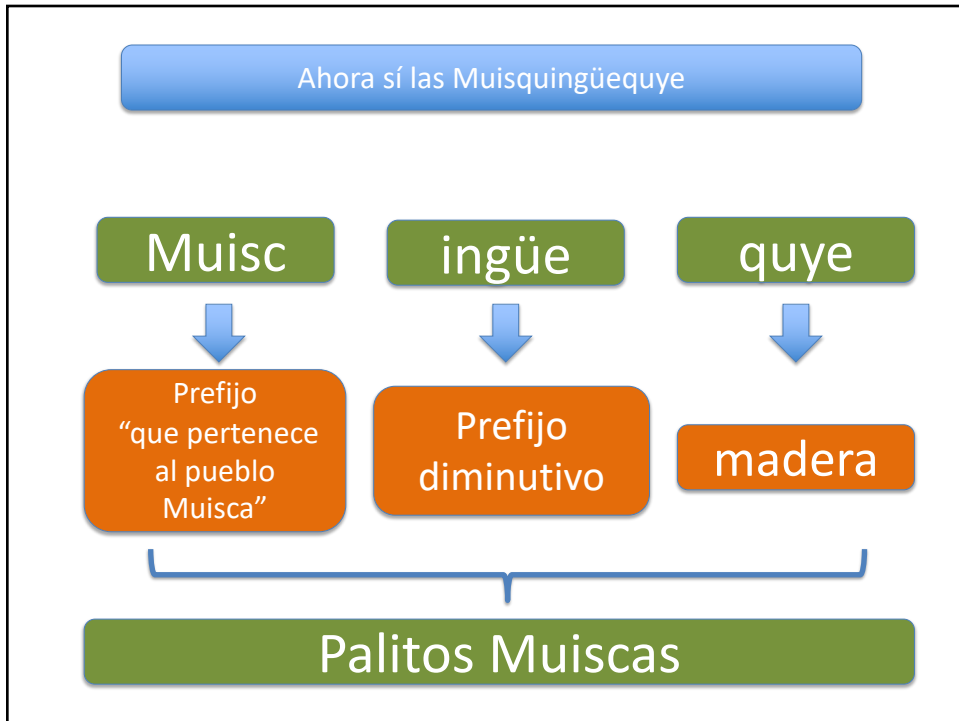 Ahora sí las Muisquingüequye
Muisc
ingüe
quye
Prefijo
“que pertenece
al pueblo
Muisca”
Prefijo
diminutivo
madera
Palitos Muiscas